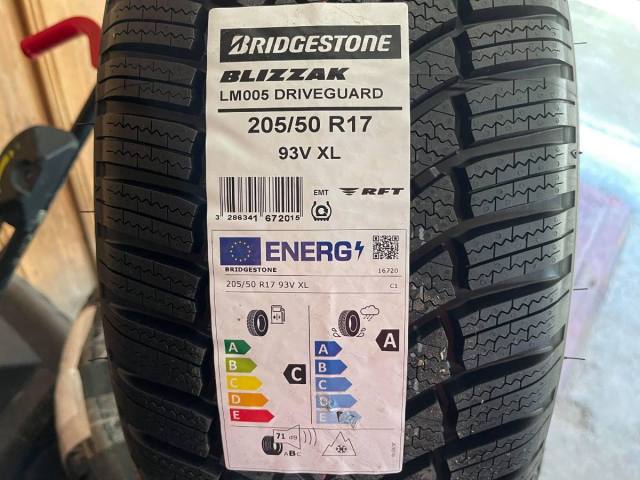 BRIDGESTONE
BLIZZAK
LM005 DRIVEGUARD
205/50 R17
93V XL
3 286341 672015
EMT
RFT
ENERG
BRIDGESTONE
16720
205/50 R17 93V XL
C1
A
B
C
D
E
C
A
B
C
D
E
A
71 dB
ABC